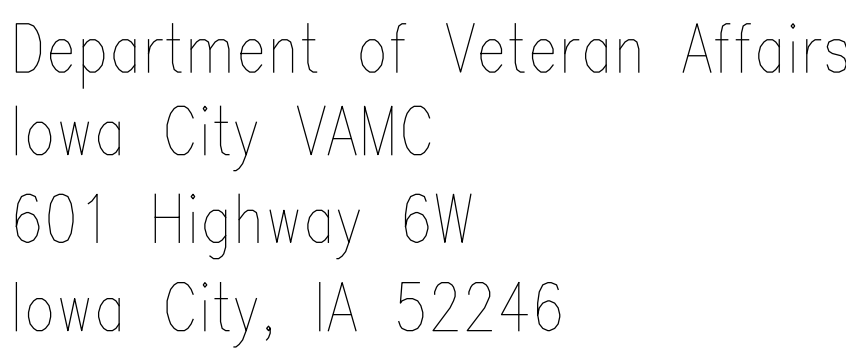 Department of Veteran Affairs
Iowa City VAMC
601 Highway 6W
Iowa City, IA 52246